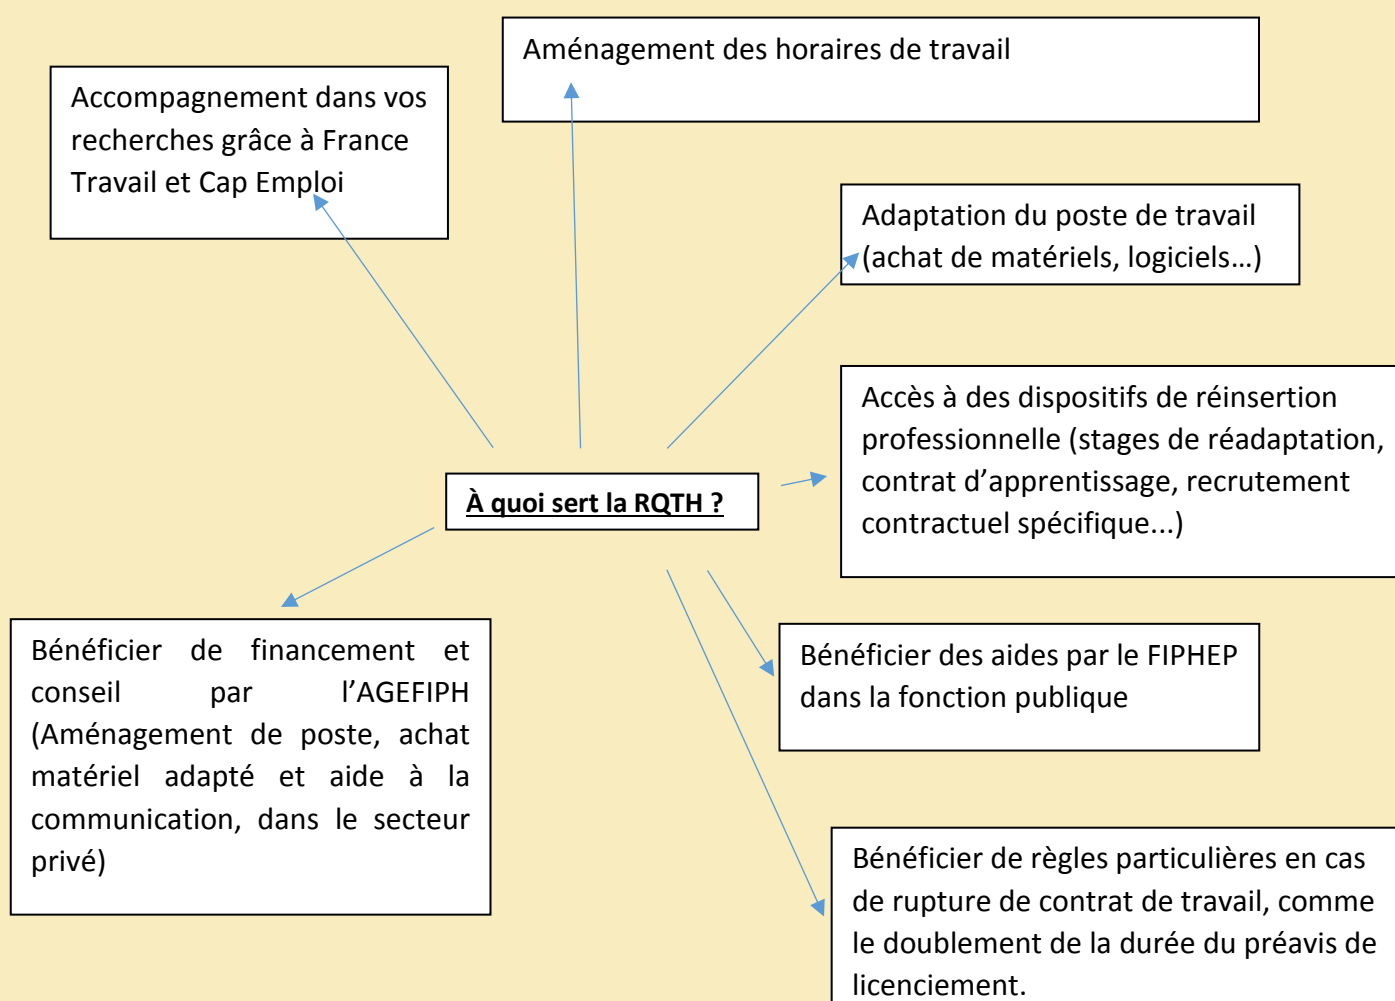 Aménagement des horaires de travail
Accompagnement dans vos
recherches grâce à France
Travail et Cap Emploi
Adaptation du poste de travail
(achat de matériels, logiciels…)
Accès à des dispositifs de réinsertion
professionnelle (stages de réadaptation,
contrat d’apprentissage, recrutement
contractuel spécifique...)
À quoi sert la RQTH ?
Bénéficier de financement et
conseil par l’AGEFIPH
(Aménagement de poste, achat
matériel adapté et aide à la
communication, dans le secteur
privé)
Bénéficier des aides par le FIPHEP
dans la fonction publique
Bénéficier de règles particulières en cas
de rupture de contrat de travail, comme
le doublement de la durée du préavis de
licenciement.